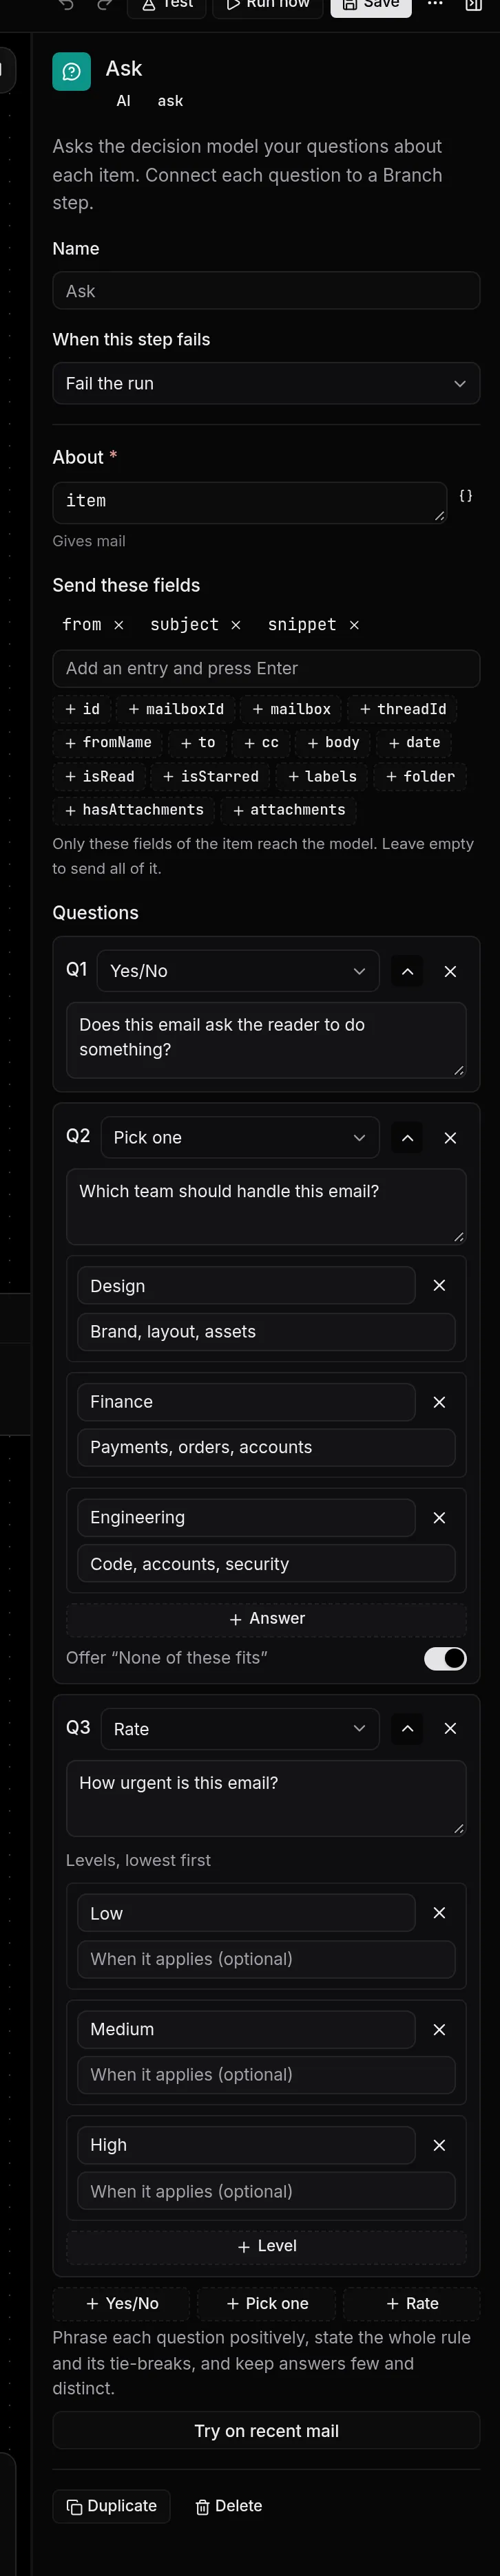 Test Run now Save
Ask
AI ask
Asks the decision model your questions about
each item. Connect each question to a Branch
step.
Name
Ask
When this step fails
Fail the run
About *
item {}
Gives mail
Send these fields
from × subject × snippet ×
Add an entry and press Enter
+ id + mailboxId + mailbox + threadId
+ fromName + to + cc + body + date
+ isRead + isStarred + labels + folder
+ hasAttachments + attachments
Only these fields of the item reach the model. Leave empty
to send all of it.
Questions
Q1 Yes/No
Does this email ask the reader to do
something?
Q2 Pick one
Which team should handle this email?
Design
Brand, layout, assets
Finance
Payments, orders, accounts
Engineering
Code, accounts, security
+ Answer
Offer “None of these fits”
Q3 Rate
How urgent is this email?
Levels, lowest first
Low
When it applies (optional)
Medium
When it applies (optional)
High
When it applies (optional)
+ Level
+ Yes/No + Pick one + Rate
Phrase each question positively, state the whole rule
and its tie-breaks, and keep answers few and
distinct.
Try on recent mail
Duplicate Delete